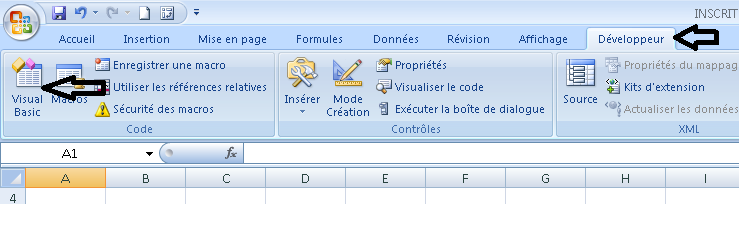 INSCRIT
Accueil Insertion Mise en page Formules Données Révision Affichage Développeur
Visual Basic
Macros
Enregistrer une macro
Utiliser les références relatives
Sécurité des macros
Code
Insérer
Mode Création
Propriétés
Visualiser le code
Exécuter la boîte de dialogue
Contrôles
Source
Propriétés du mappag
Kits d'extension
Actualiser les données
XML
A1 fx
A B C D E F G H I
4